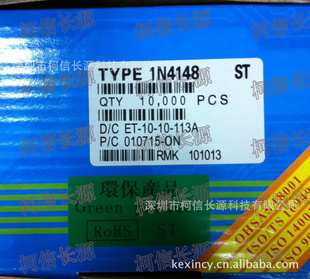 TYPE 1N4148 ST
QTY 10,000 PCS
D/C ET-10-10-113A
P/C 010715-ON
RMK 101013
深圳市柯信长源科技有限公司
環保産品
Green
RoHS ST
柯信长源
kexincy.cn.alibaba.com